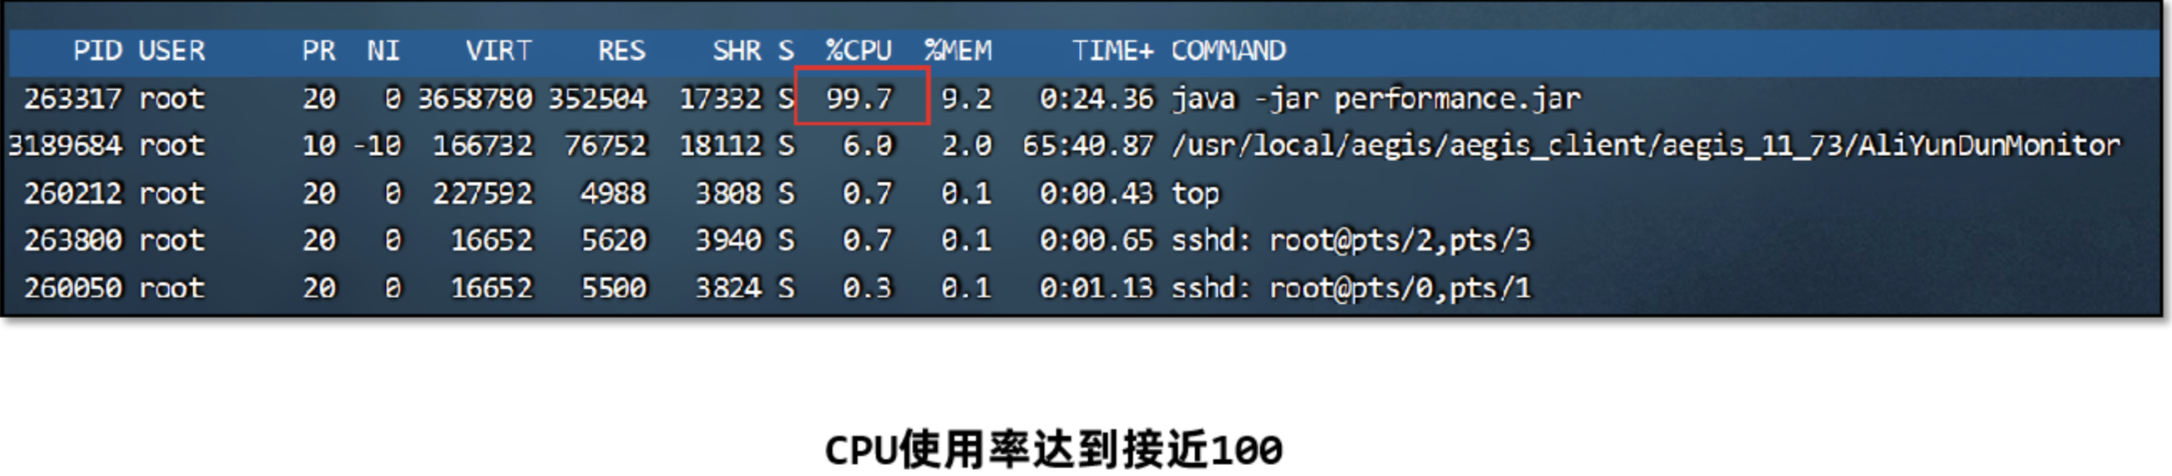 PID USER PR NI VIRT RES SHR S %CPU %MEM TIME+ COMMAND
263317 root 20 0 3658780 352504 17332 S 99.7 9.2 0:24.36 java -jar performance.jar
3189684 root 10 -10 166732 76752 18112 S 6.0 2.0 65:40.87 /usr/local/aegis/aegis_client/aegis_11_73/AliYunDunMonitor
260212 root 20 0 227592 4988 3808 S 0.7 0.1 0:00.43 top
263800 root 20 0 16652 5620 3940 S 0.7 0.1 0:00.65 sshd: root@pts/2,pts/3
260050 root 20 0 16652 5500 3824 S 0.3 0.1 0:01.13 sshd: root@pts/0,pts/1
CPU使用率达到接近100